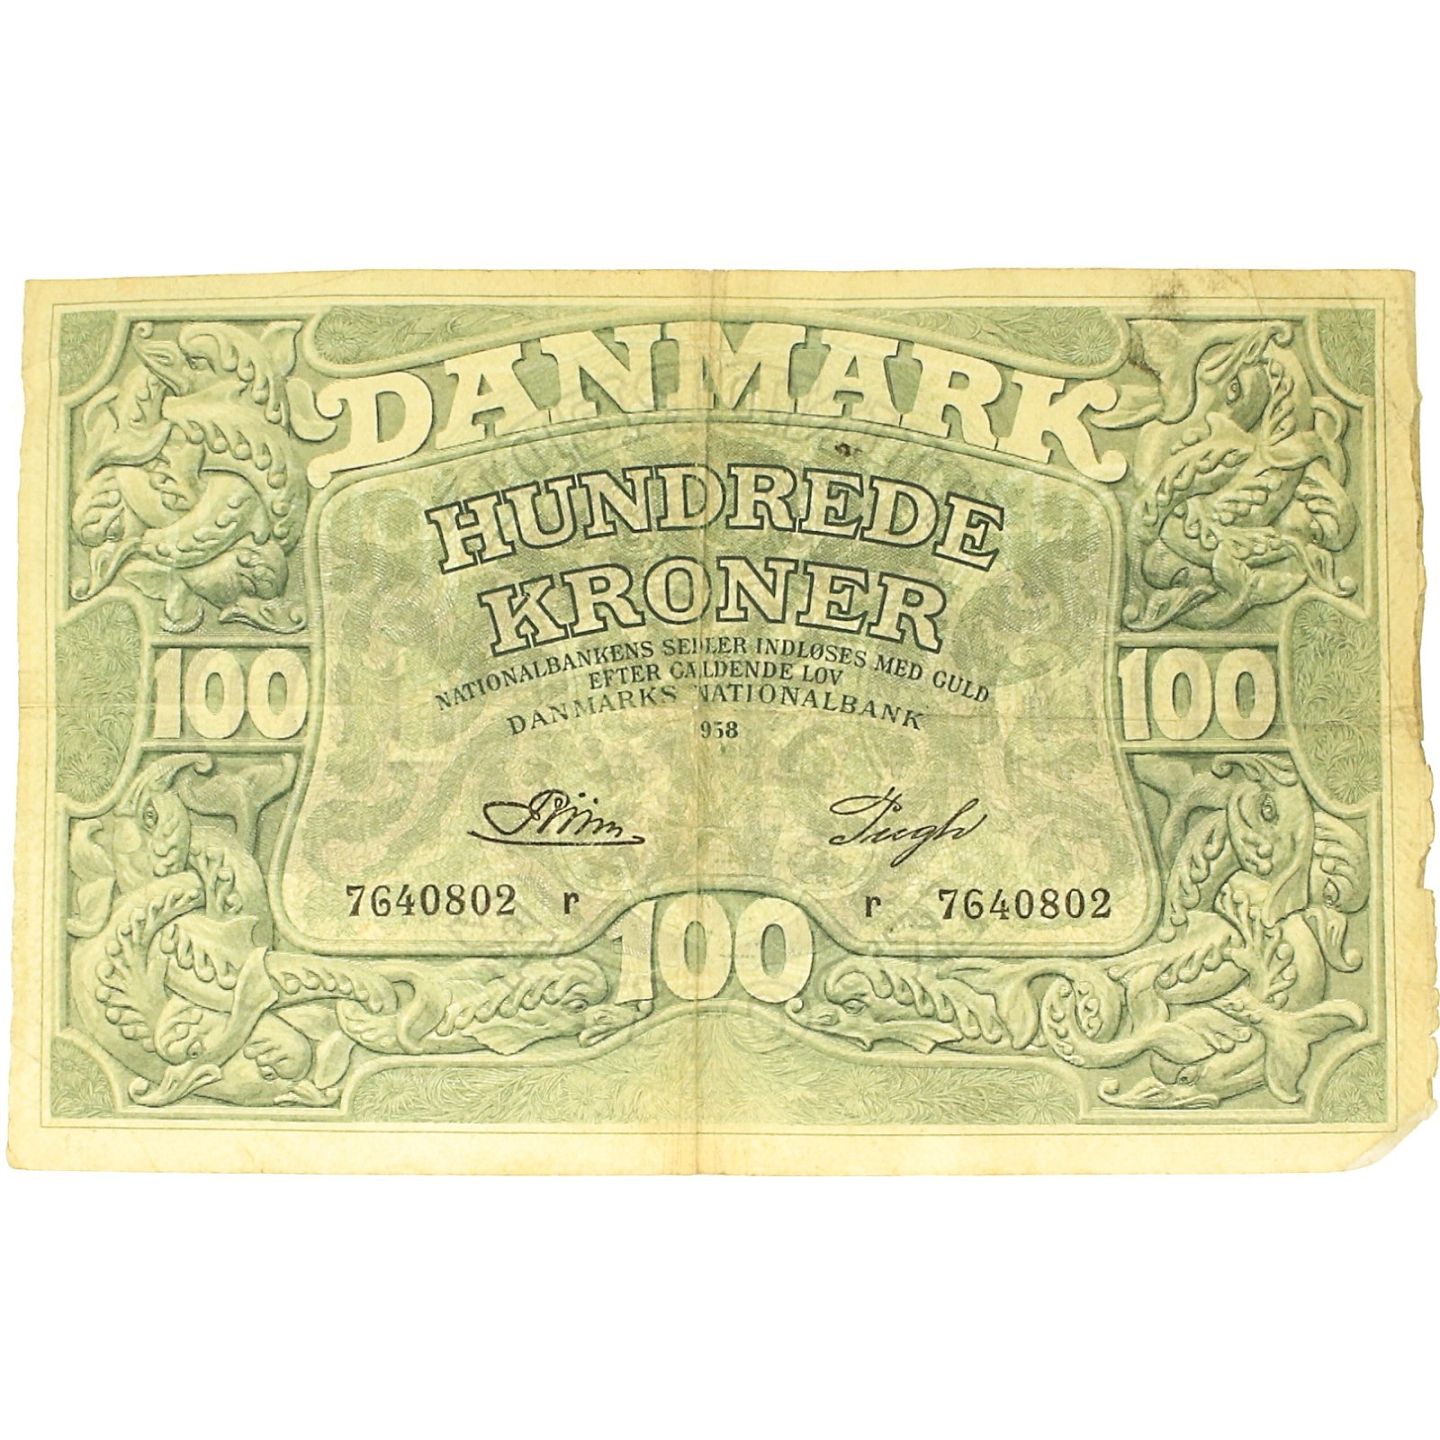 DANMARK
HUNDREDE
KRONER
NATIONALBANKENS SEDLER INDLØSES MED GULD
EFTER GÆLDENDE LOV
DANMARKS NATIONALBANK
958
100
100
Riim
7640802 r
r 7640802
100